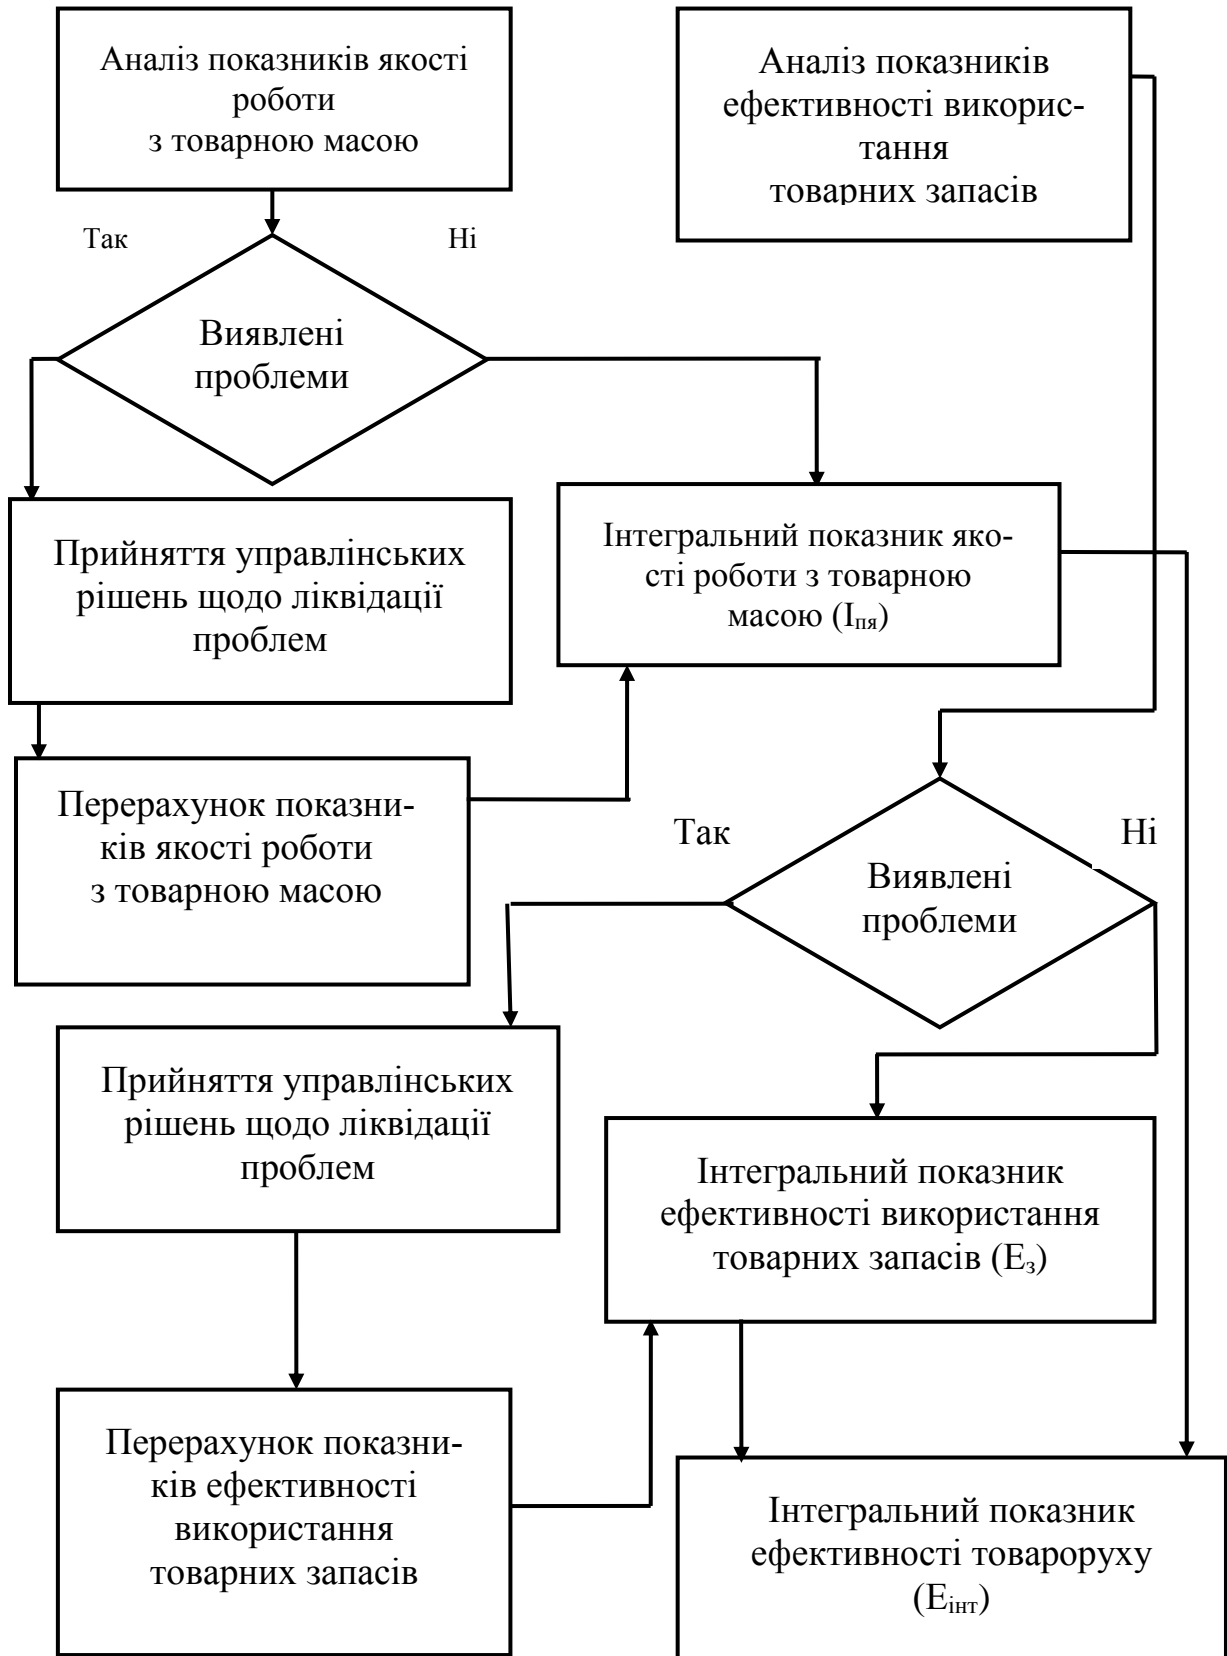 Аналіз показників якості
роботи
з товарною масою
Аналіз показників
ефективності викорис-
тання
товарних запасів
Так
Ні
Виявлені
проблеми
Прийняття управлінських
рішень щодо ліквідації
проблем
Інтегральний показник яко-
сті роботи з товарною
масою (Іпя)
Перерахунок показни-
ків якості роботи
з товарною масою
Так
Ні
Виявлені
проблеми
Прийняття управлінських
рішень щодо ліквідації
проблем
Інтегральний показник
ефективності використання
товарних запасів (Ез)
Перерахунок показни-
ків ефективності
використання
товарних запасів
Інтегральний показник
ефективності товароруху
(Еінт)